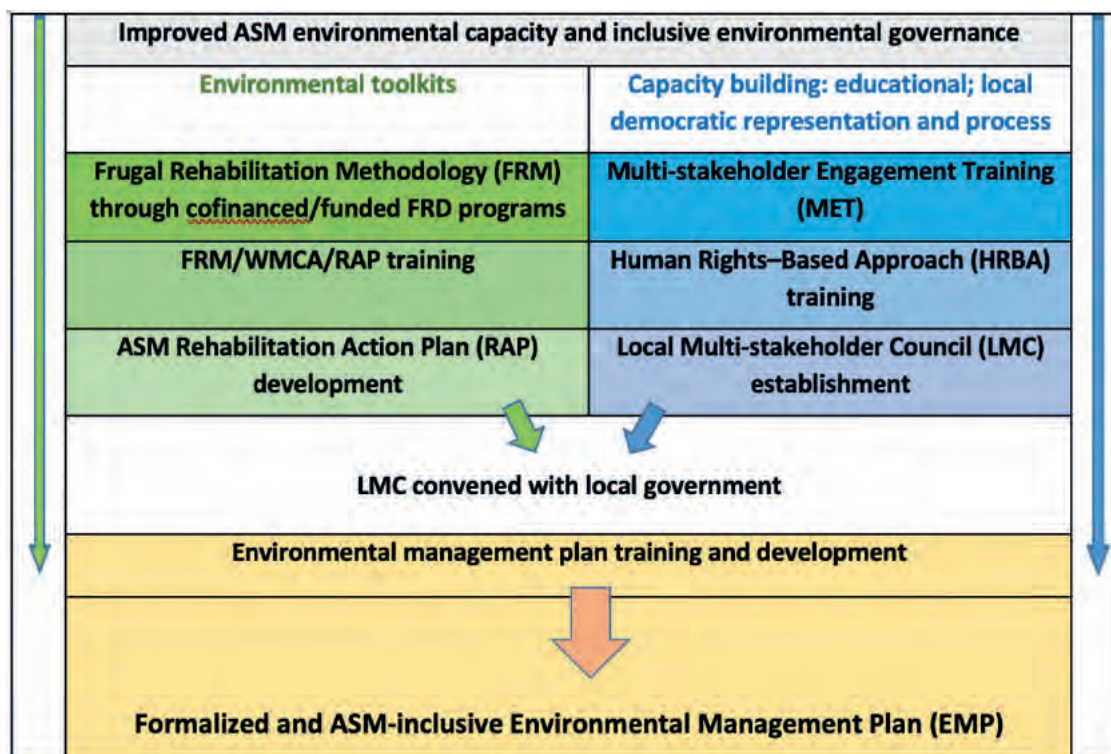 Improved ASM environmental capacity and inclusive environmental governance
Environmental toolkits
Capacity building: educational; local
democratic representation and process
Frugal Rehabilitation Methodology (FRM)
through cofinanced/funded FRD programs
Multi-stakeholder Engagement Training
(MET)
FRM/WMCA/RAP training
Human Rights–Based Approach (HRBA)
training
ASM Rehabilitation Action Plan (RAP)
development
Local Multi-stakeholder Council (LMC)
establishment
LMC convened with local government
Environmental management plan training and development
Formalized and ASM-inclusive Environmental Management Plan (EMP)